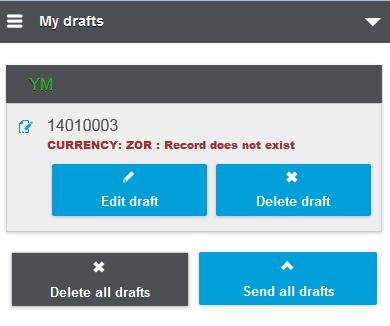 My drafts
YM
14010003
CURRENCY: ZOR : Record does not exist
Edit draft
Delete draft
Delete all drafts
Send all drafts